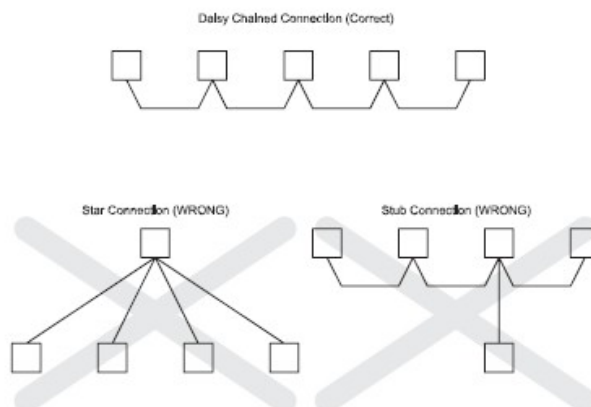 Daisy Chained Connection (Correct)
Star Connection (WRONG)
Stub Connection (WRONG)